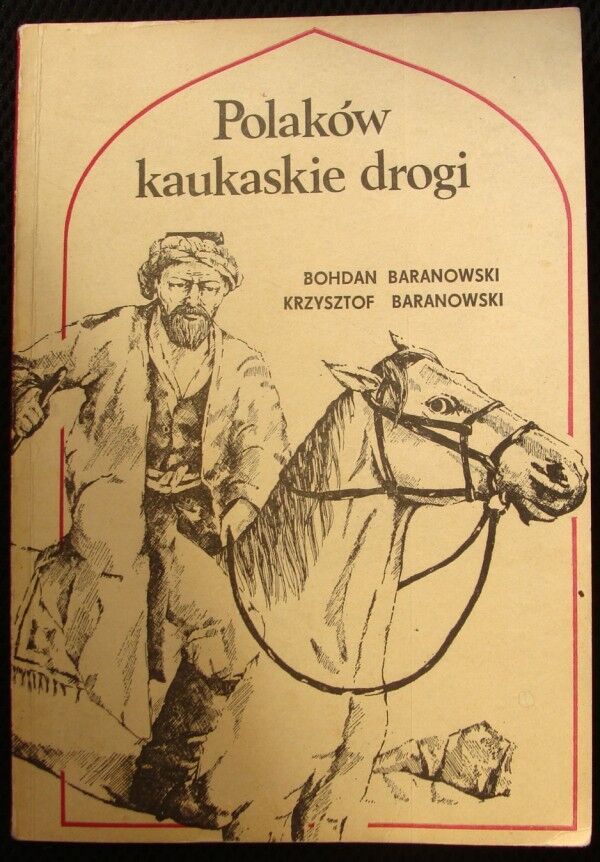 Polaków
kaukaskie drogi
BOHDAN BARANOWSKI
KRZYSZTOF BARANOWSKI